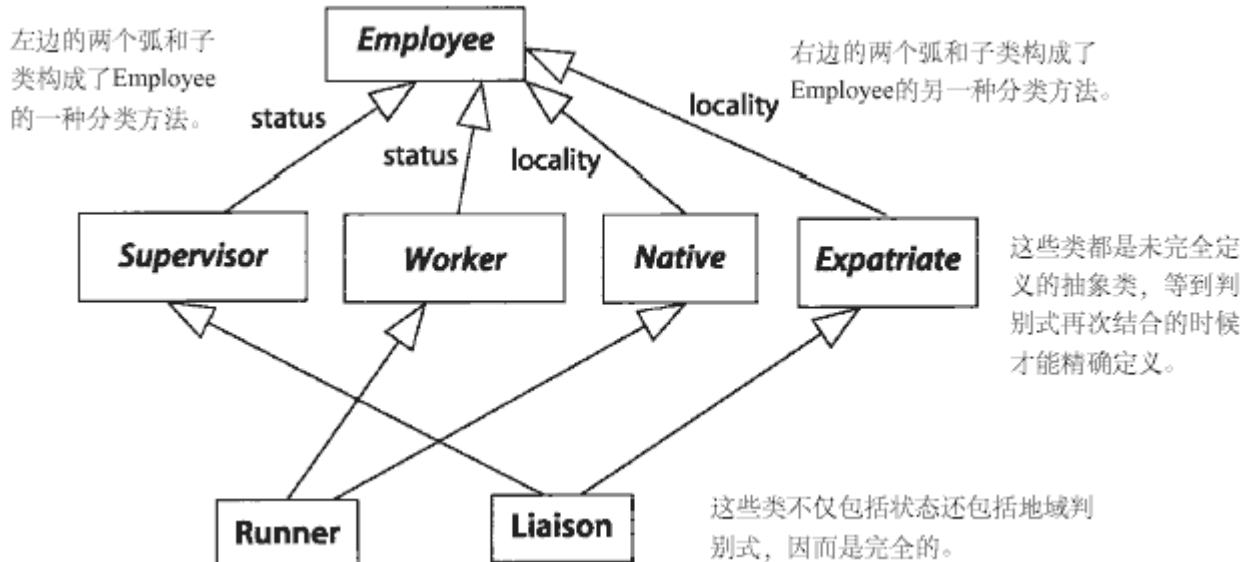 左边的两个弧和子
类构成了Employee
的一种分类方法。
Employee
右边的两个弧和子类构成了
Employee的另一种分类方法。
status
status
locality
locality
Supervisor
Worker
Native
Expatriate
这些类都是未完全定
义的抽象类，等到判
别式再次结合的时候
才能精确定义。
Runner
Liaison
这些类不仅包括状态还包括地域判
别式，因而是完全的。